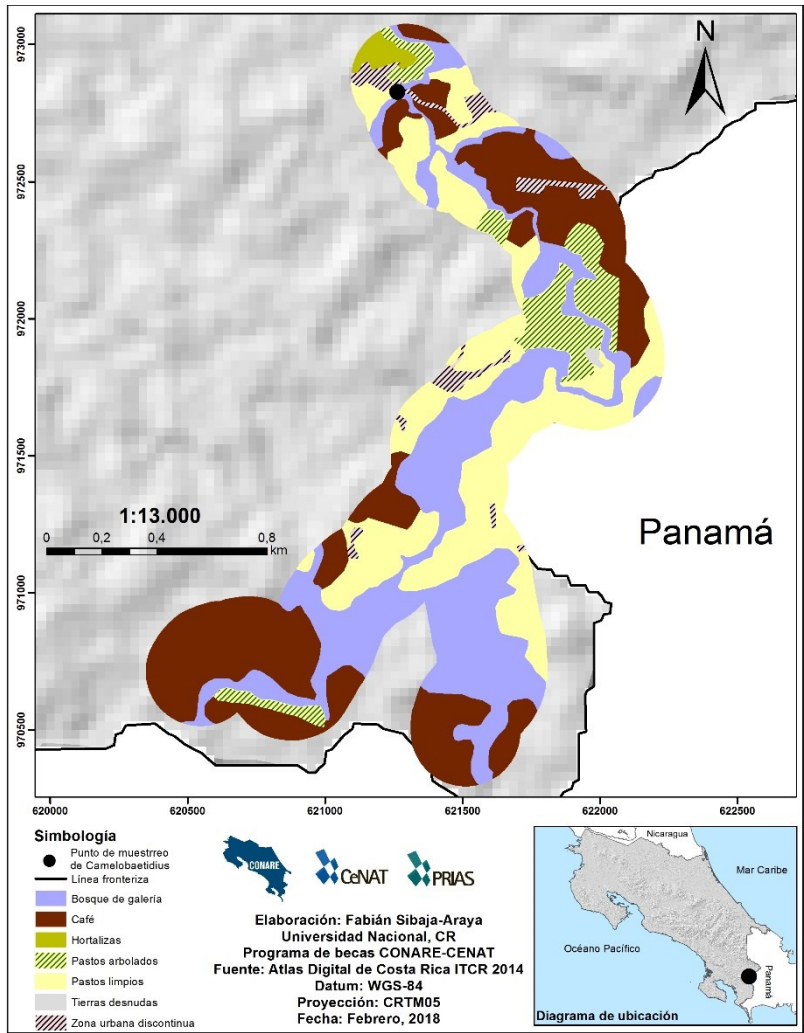 N
973000
972500
972000
971500
971000
970500
1:13.000
0 0,2 0,4 0,8
km
Panamá
620000 620500 621000 621500 622000 622500
Simbología
Punto de muestrreo
de Camelobaetidius
Línea fronteriza
Bosque de galería
Café
Hortalizas
Pastos arbolados
Pastos limpios
Tierras desnudas
Zona urbana discontinua
CONARE
CeNAT
PRIAS
Elaboración: Fabián Sibaja-Araya
Universidad Nacional, CR
Programa de becas CONARE-CENAT
Fuente: Atlas Digital de Costa Rica ITCR 2014
Datum: WGS-84
Proyección: CRTM05
Fecha: Febrero, 2018
Nicaragua
Mar Caribe
Océano Pacífico
Panamá
Diagrama de ubicación